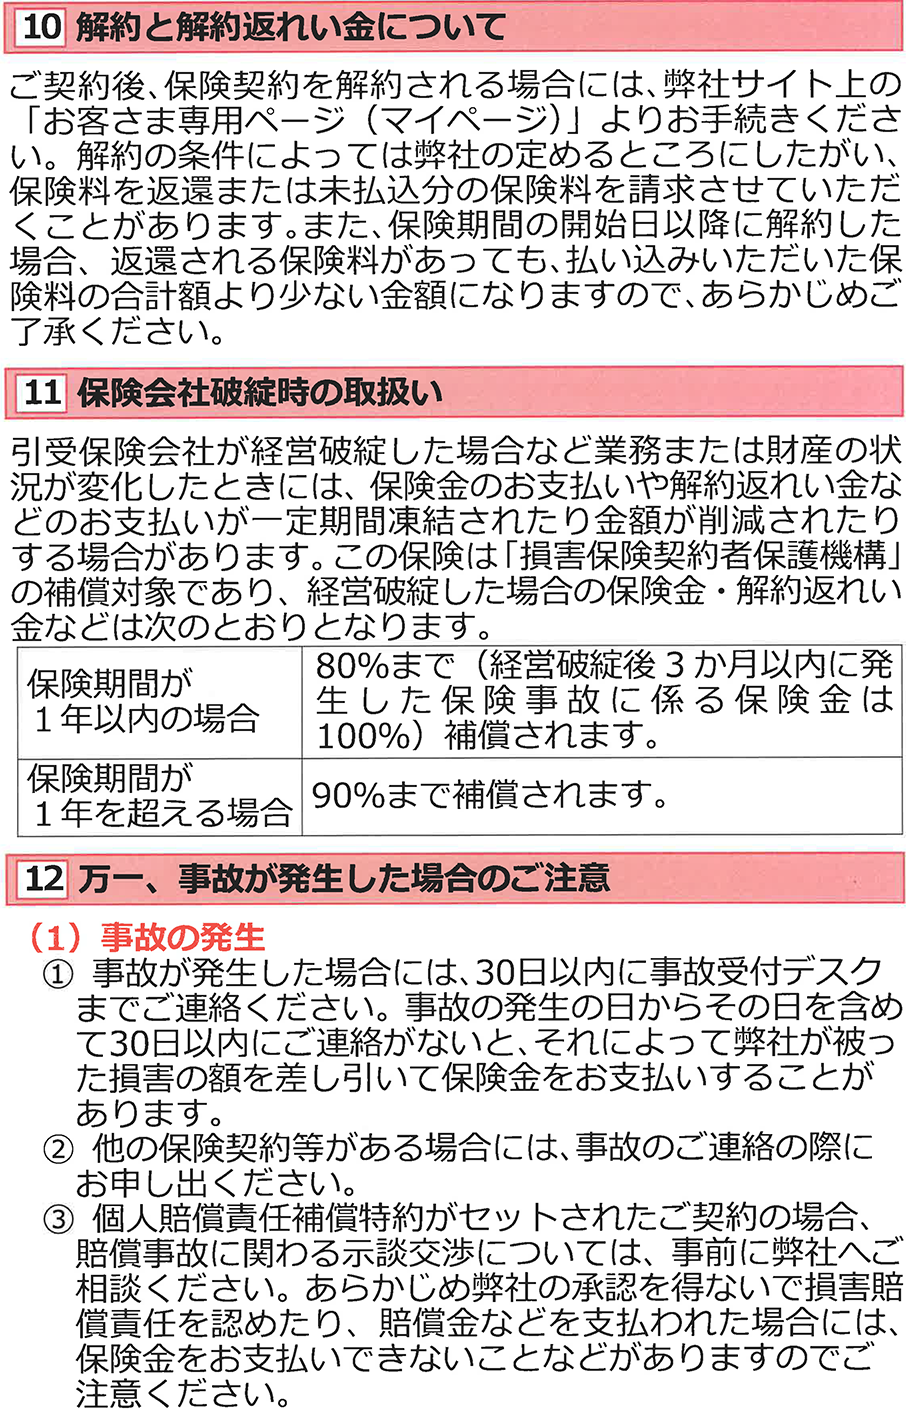 10 解約と解約返れい金について
ご契約後、保険契約を解約される場合には、弊社サイト上の
「お客さま専用ページ（マイページ）」よりお手続きくださ
い。解約の条件によっては弊社の定めるところにしたがい、
保険料を返還または未払込分の保険料を請求させていただ
くことがあります。また、保険期間の開始日以降に解約した
場合、返還される保険料があっても、払い込みいただいた保
険料の合計額より少ない金額になりますので、あらかじめご
了承ください。
11 保険会社破綻時の取扱い
引受保険会社が経営破綻した場合など業務または財産の状
況が変化したときには、保険金のお支払いや解約返れい金な
どのお支払いが一定期間凍結されたり金額が削減されたり
する場合があります。この保険は「損害保険契約者保護機構」
の補償対象であり、経営破綻した場合の保険金・解約返れい
金などは次のとおりとなります。
保険期間が
１年以内の場合
80%まで（経営破綻後３か月以内に発
生した保険事故に係る保険金は
100%）補償されます。
保険期間が
１年を超える場合
90%まで補償されます。
12 万一、事故が発生した場合のご注意
（1）事故の発生
① 事故が発生した場合には、30日以内に事故受付デスク
までご連絡ください。事故の発生の日からその日を含め
て30日以内にご連絡がないと、それによって弊社が被っ
た損害の額を差し引いて保険金をお支払いすることが
あります。
② 他の保険契約等がある場合には、事故のご連絡の際に
お申し出ください。
③ 個人賠償責任補償特約がセットされたご契約の場合、
賠償事故に関わる示談交渉については、事前に弊社へご
相談ください。あらかじめ弊社の承認を得ないで損害賠
償責任を認めたり、賠償金などを支払われた場合には、
保険金をお支払いできないことなどがありますのでご
注意ください。